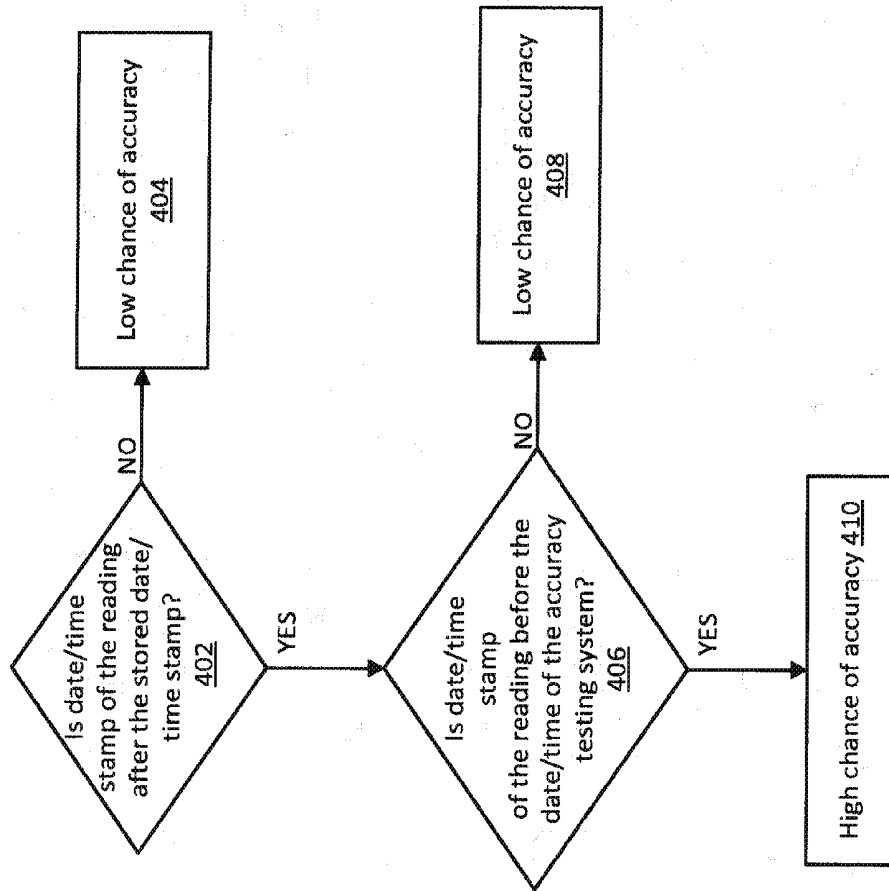 Is date/time
stamp of the reading
after the stored date/
time stamp?
402
NO
Low chance of accuracy
404
YES
Is date/time
stamp
of the reading before the
date/time of the accuracy
testing system?
406
NO
Low chance of accuracy
408
YES
High chance of accuracy 410